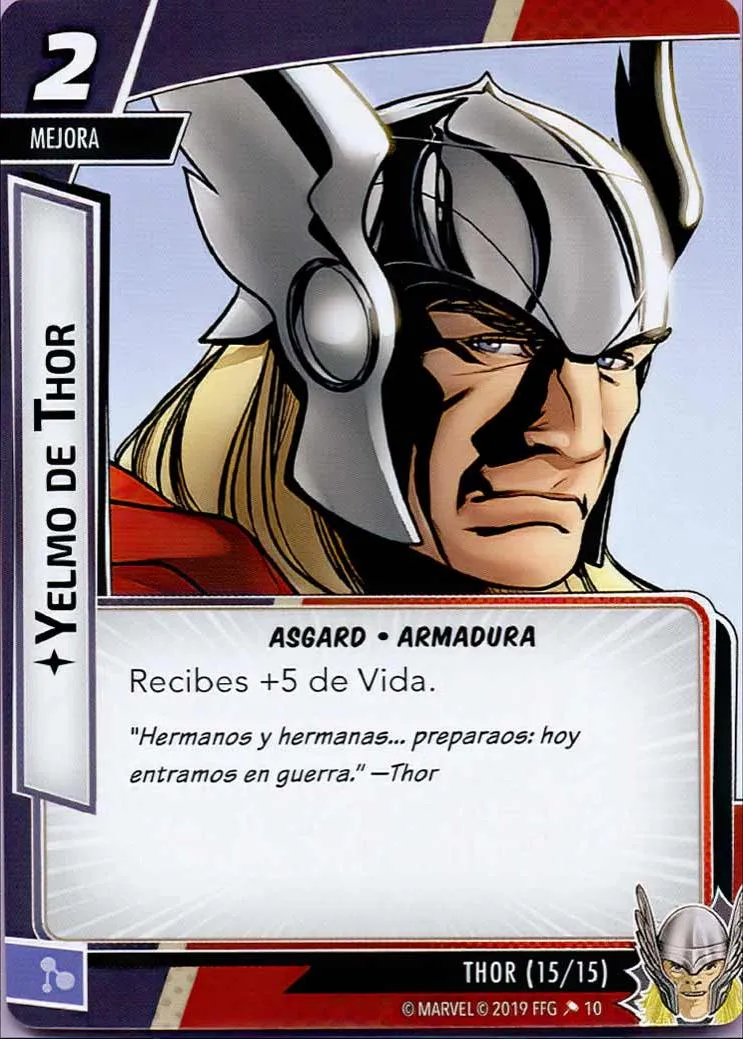 2
MEJORA
YELMO DE THOR
ASGARD • ARMADURA
Recibes +5 de Vida.
"Hermanos y hermanas... preparaos: hoy
entramos en guerra." —Thor
THOR (15/15)
© MARVEL © 2019 FFG 10